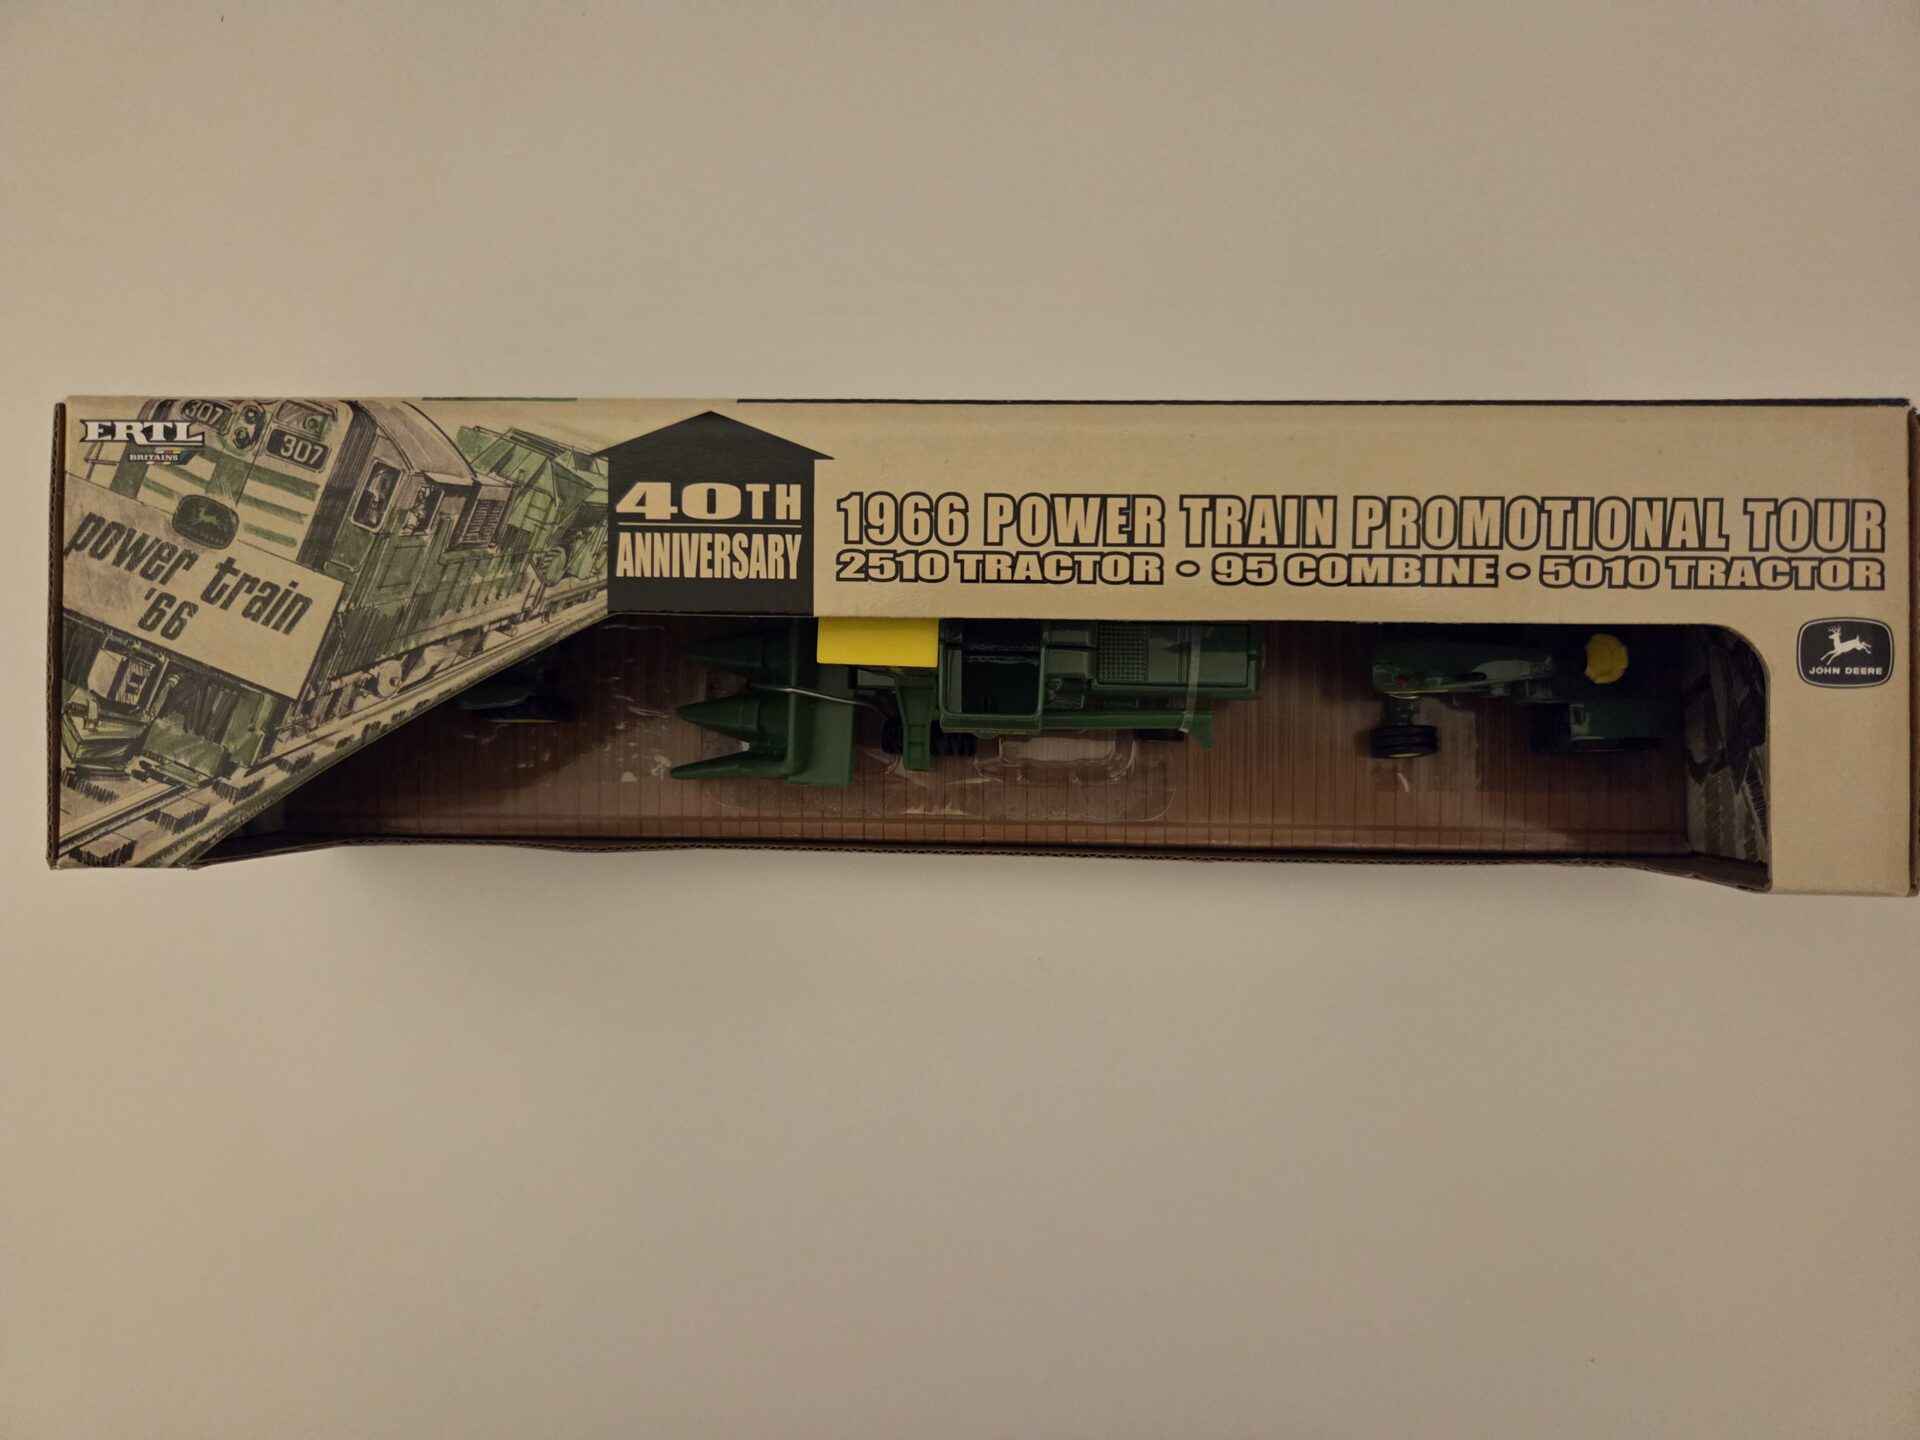 ERTL
BRITAINS
307
307
power train
'66
40TH
ANNIVERSARY
1966 POWER TRAIN PROMOTIONAL TOUR
2510 TRACTOR • 95 COMBINE • 5010 TRACTOR
JOHN DEERE